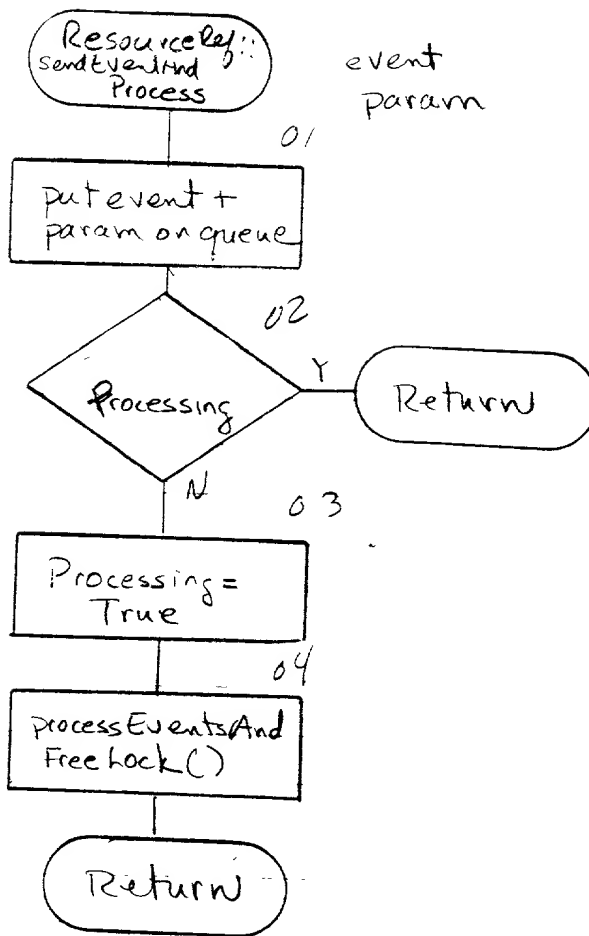 ResourceRef::
sendEventAnd
Process
event
param
01
put event +
param on queue
02
Processing
Y
Return
N
03
Processing =
True
04
processEventsAnd
FreeLock()
Return